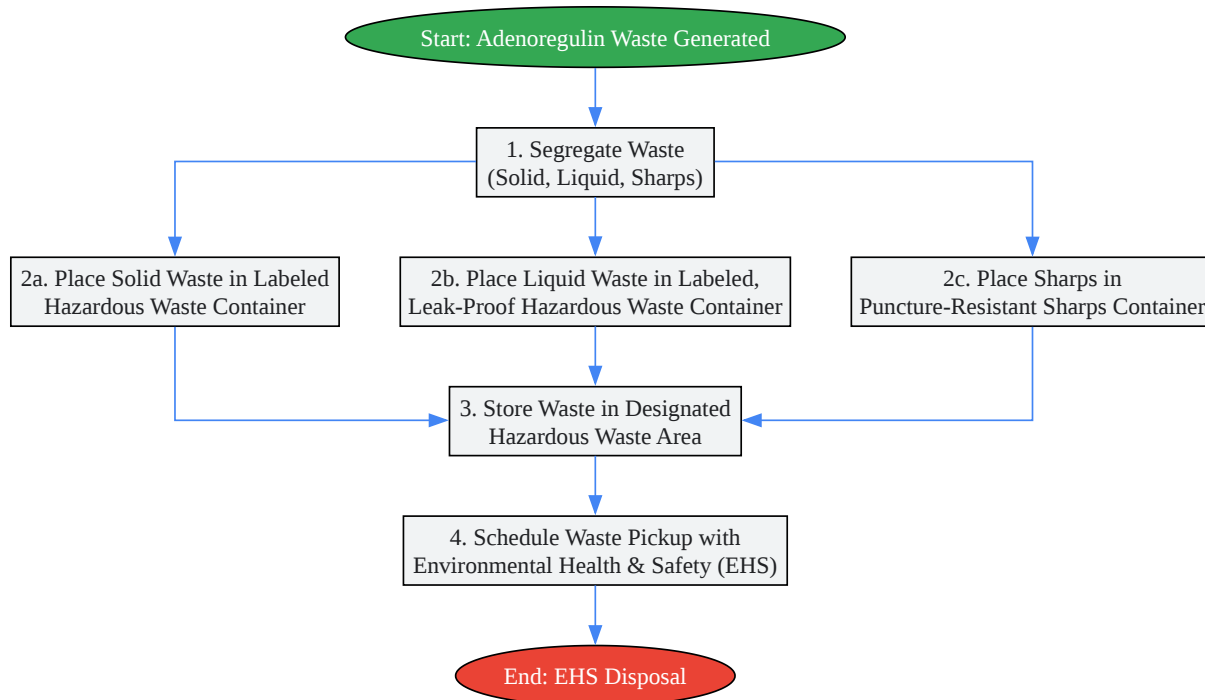 Start: Adenoregulin Waste Generated
1. Segregate Waste
(Solid, Liquid, Sharps)
2a. Place Solid Waste in Labeled
Hazardous Waste Container
2b. Place Liquid Waste in Labeled,
Leak-Proof Hazardous Waste Container
2c. Place Sharps in
Puncture-Resistant Sharps Container
3. Store Waste in Designated
Hazardous Waste Area
4. Schedule Waste Pickup with
Environmental Health & Safety (EHS)
End: EHS Disposal